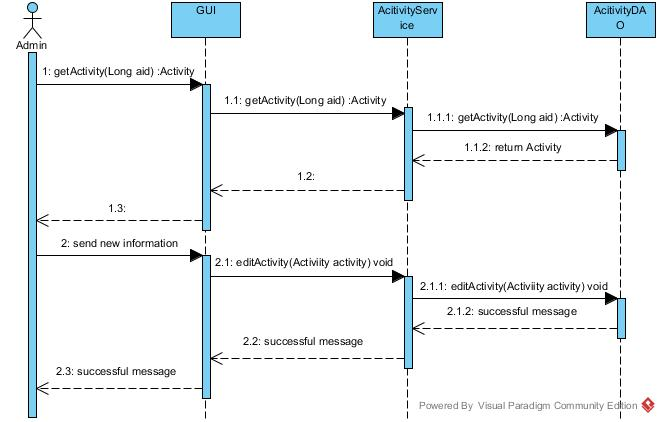 GUI
AcitivityServ
ice
AcitivityDA
O
Admin
1: getActivity(Long aid) :Activity
1.1: getActivity(Long aid) :Activity
1.1.1: getActivity(Long aid) :Activity
1.1.2: return Activity
1.2:
1.3:
2: send new information
2.1: editActivity(Activiity activity) void
2.1.1: editActivity(Activiity activity) void
2.1.2: successful message
2.2: successful message
2.3: successful message
Powered By Visual Paradigm Community Edition